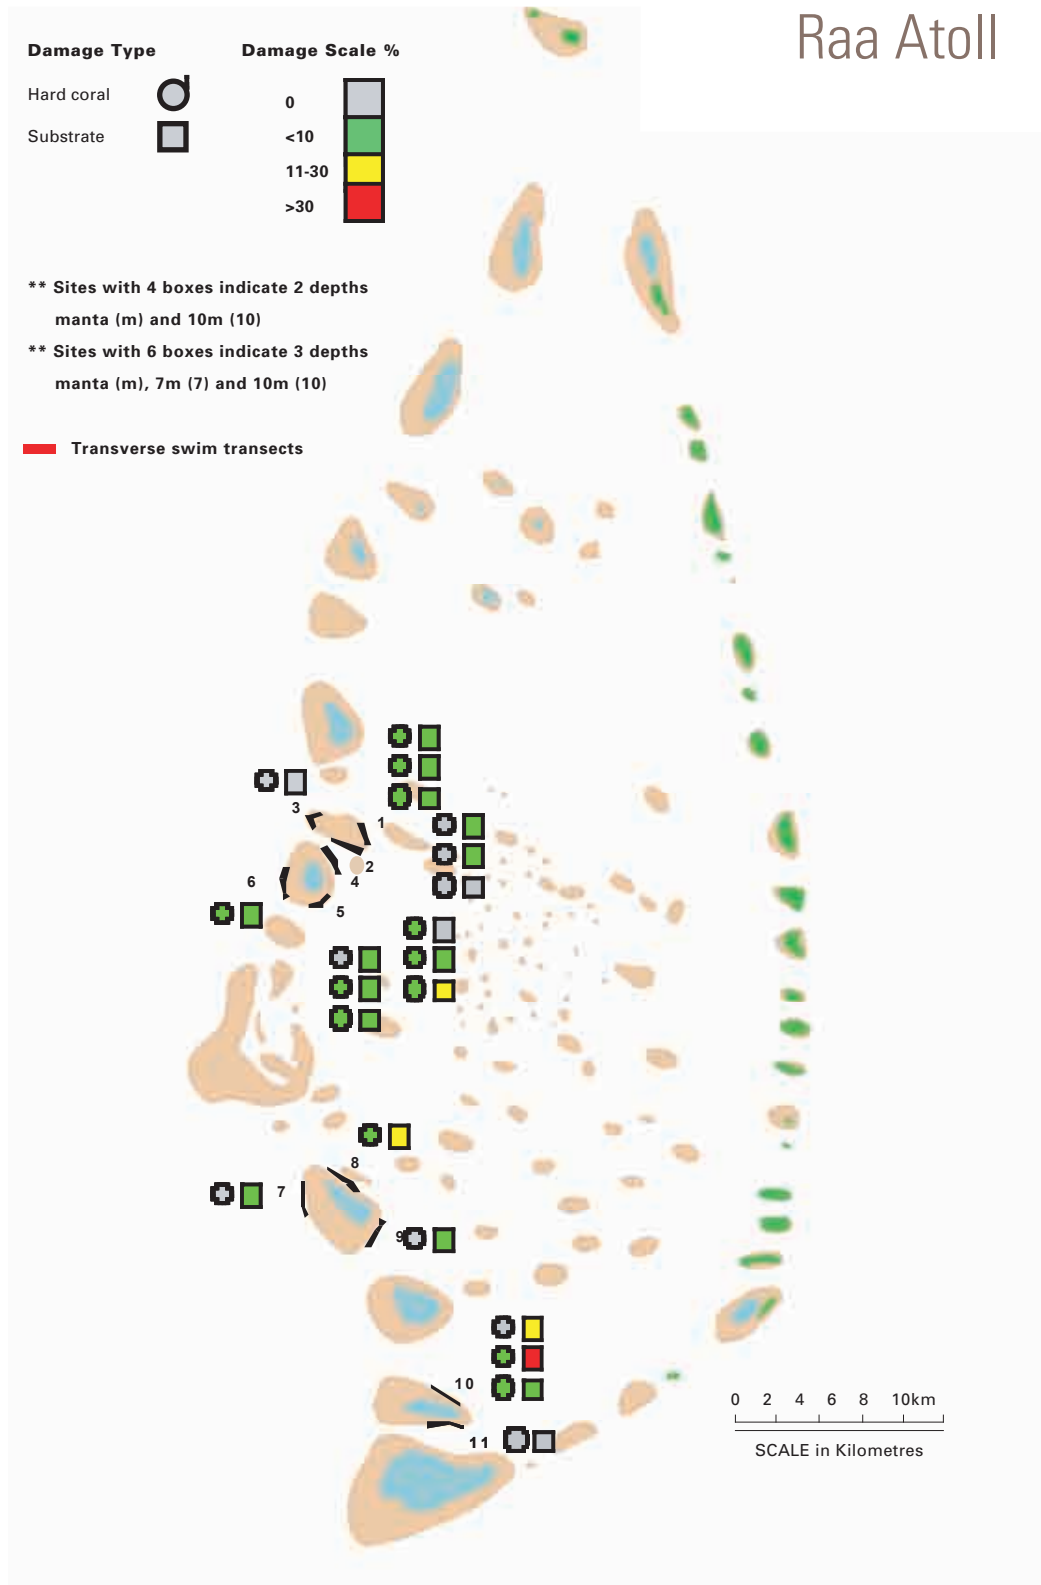 Raa Atoll
Damage Type
Damage Scale %
Hard coral
Substrate
0
<10
11-30
>30
** Sites with 4 boxes indicate 2 depths
manta (m) and 10m (10)
** Sites with 6 boxes indicate 3 depths
manta (m), 7m (7) and 10m (10)
Transverse swim transects
3
1
2
4
6
5
8
7
9
10
11
0 2 4 6 8 10km
SCALE in Kilometres